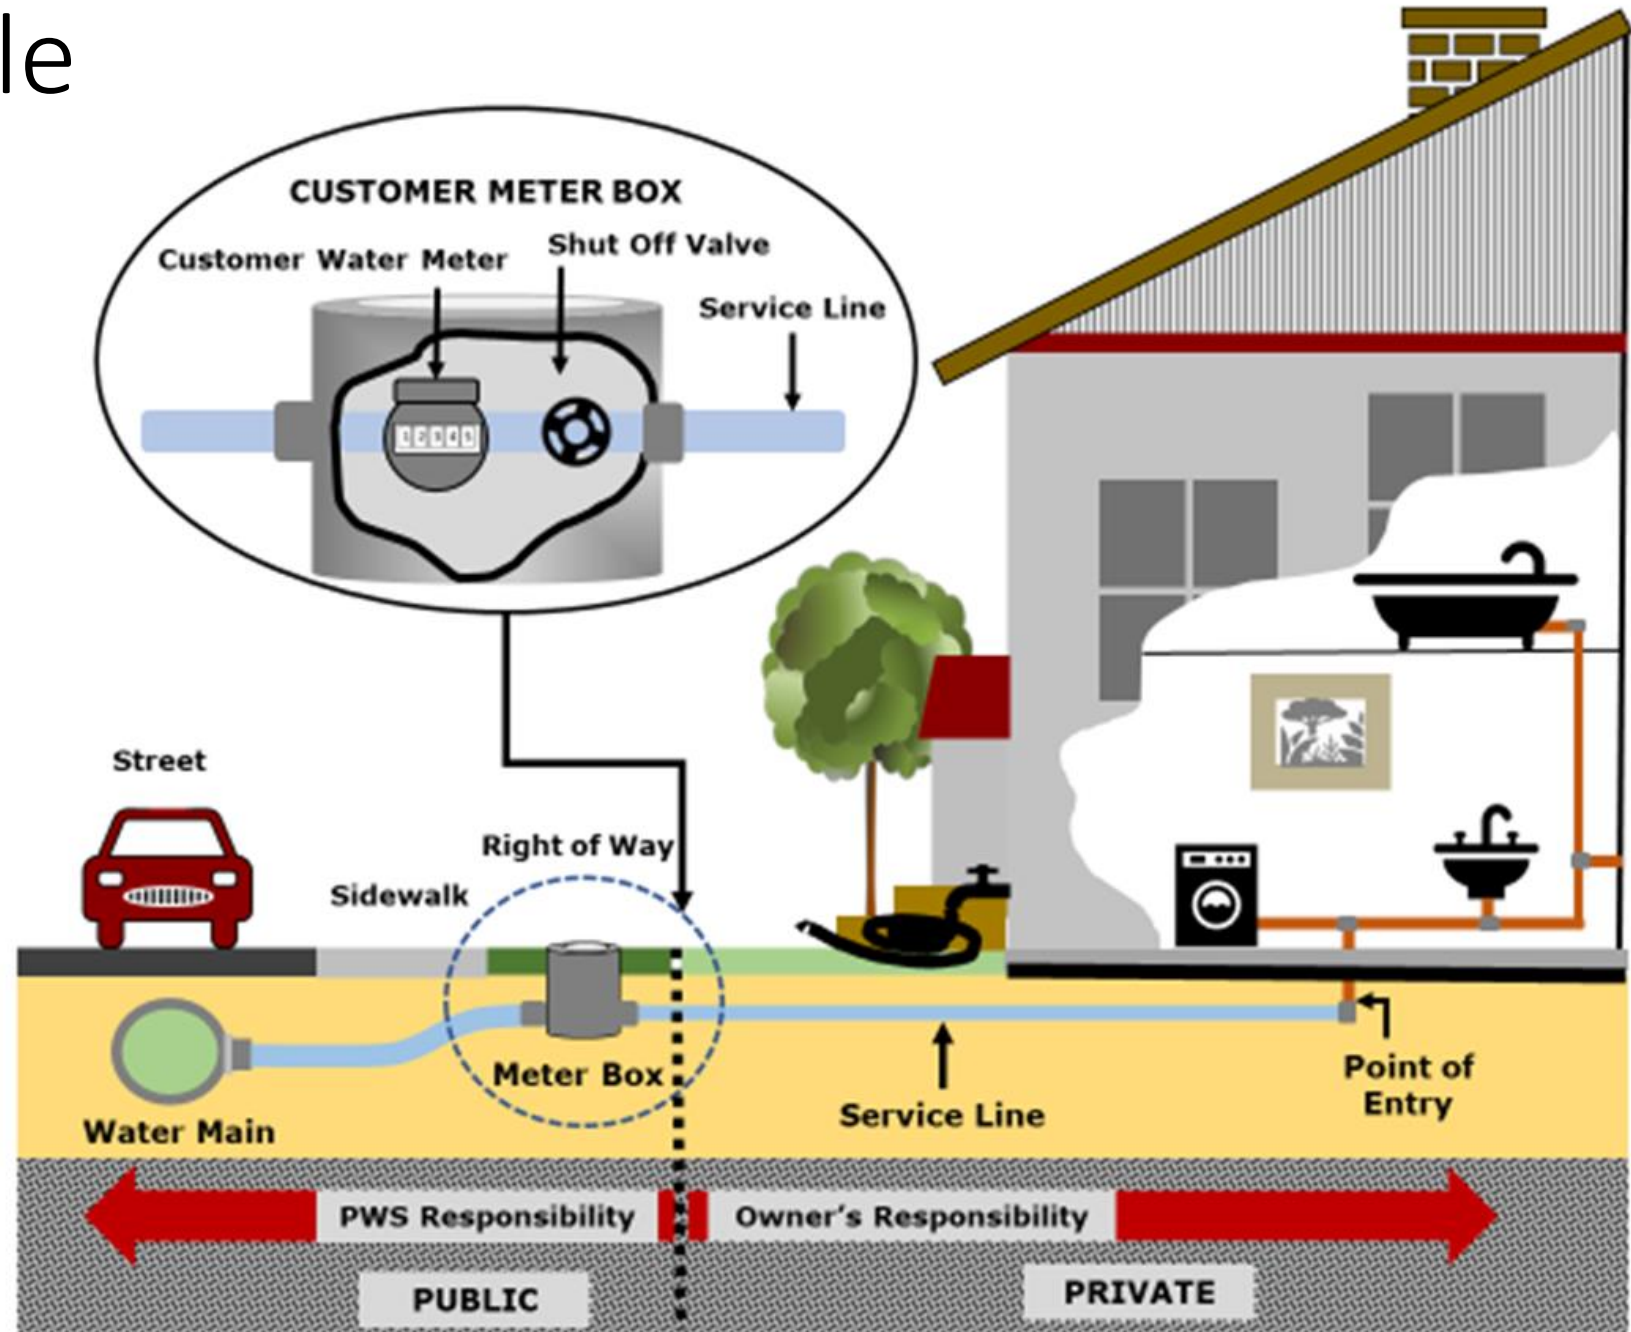 le
CUSTOMER METER BOX
Customer Water Meter
Shut Off Valve
Service Line
12345
Street
Right of Way
Sidewalk
Meter Box
Water Main
Service Line
Point of
Entry
PWS Responsibility
Owner's Responsibility
PUBLIC
PRIVATE